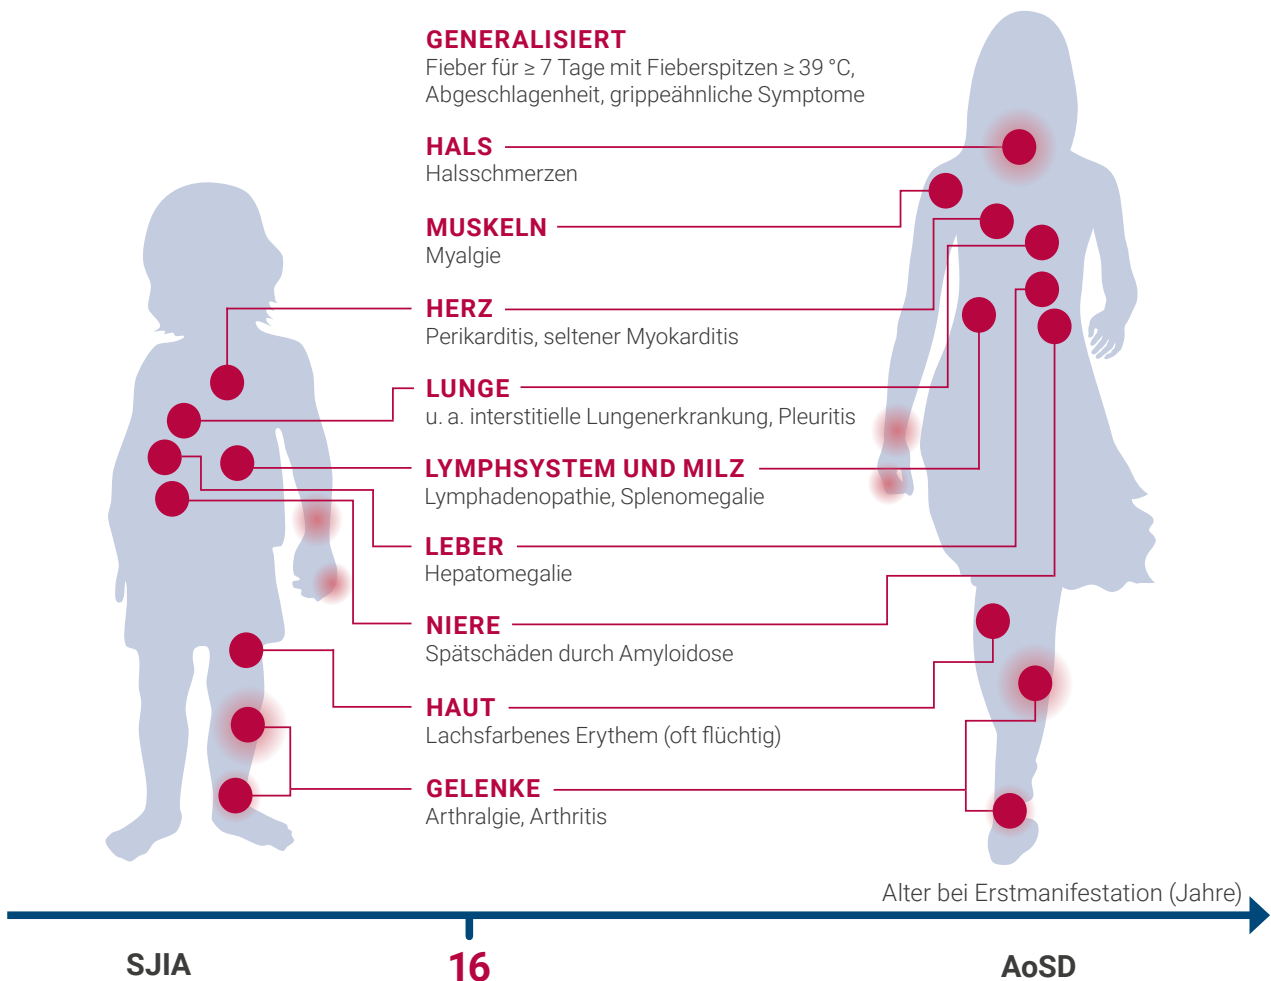 GENERALISIERT
Fieber für ≥ 7 Tage mit Fieberspitzen ≥ 39 °C,
Abgeschlagenheit, grippeähnliche Symptome
HALS
Halsschmerzen
MUSKELN
Myalgie
HERZ
Perikarditis, seltener Myokarditis
LUNGE
u. a. interstitielle Lungenerkrankung, Pleuritis
LYMPHSYSTEM UND MILZ
Lymphadenopathie, Splenomegalie
LEBER
Hepatomegalie
NIERE
Spätschäden durch Amyloidose
HAUT
Lachsfarbenes Erythem (oft flüchtig)
GELENKE
Arthralgie, Arthritis
Alter bei Erstmanifestation (Jahre)
SJIA
16
AoSD